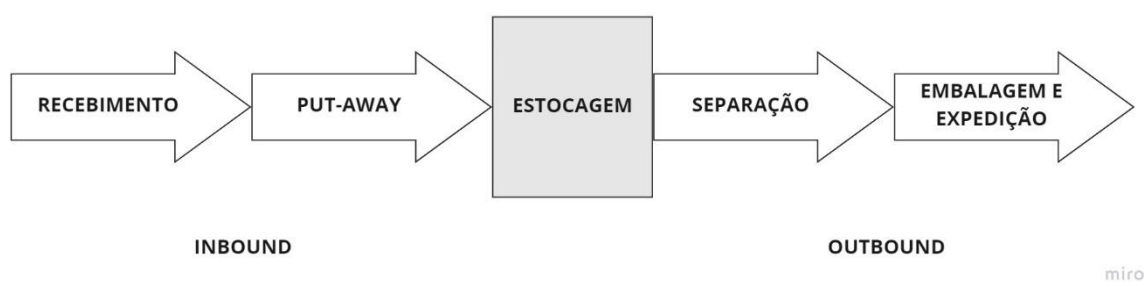 RECEBIMENTO
PUT-AWAY
ESTOCAGEM
SEPARAÇÃO
EMBALAGEM E
EXPEDIÇÃO
INBOUND
OUTBOUND
miro